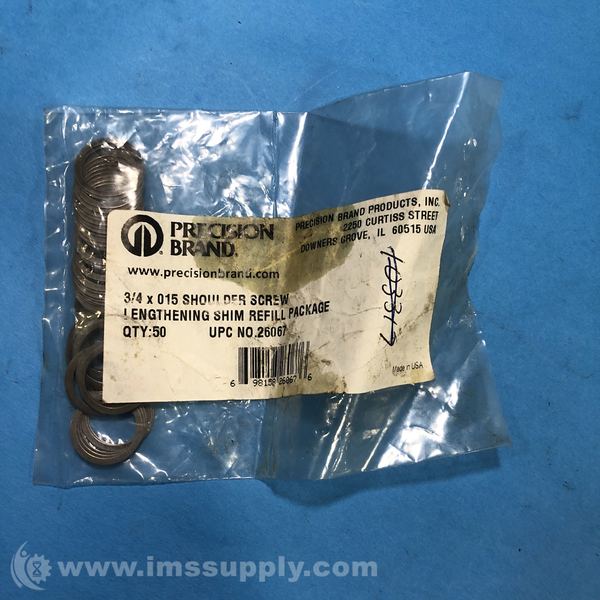 PRECISION
BRAND.
PRECISION BRAND PRODUCTS, INC.
2250 CURTISS STREET
DOWNERS GROVE, IL 60515 USA
www.precisionbrand.com
3/4 x 015 SHOULDER SCREW
LENGTHENING SHIM REFILL PACKAGE
QTY:50 UPC NO.26067
Made in USA
www.imssupply.com